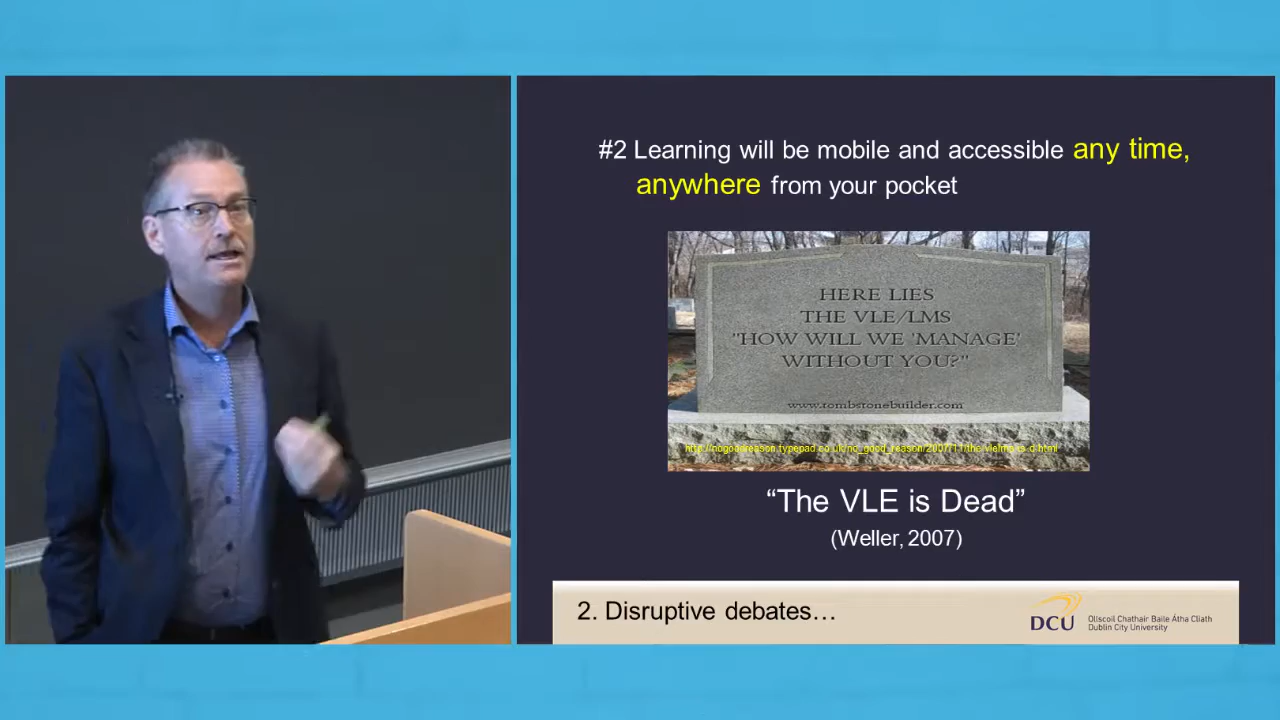 #2 Learning will be mobile and accessible any time,
anywhere from your pocket
HERE LIES
THE VLE/LMS
"HOW WILL WE 'MANAGE'
WITHOUT YOU?"
www.tombstonebuilder.com
“The VLE is Dead”
(Weller, 2007)
2. Disruptive debates…
DCU
Ollscoil Chathair Baile Átha Cliath
Dublin City University